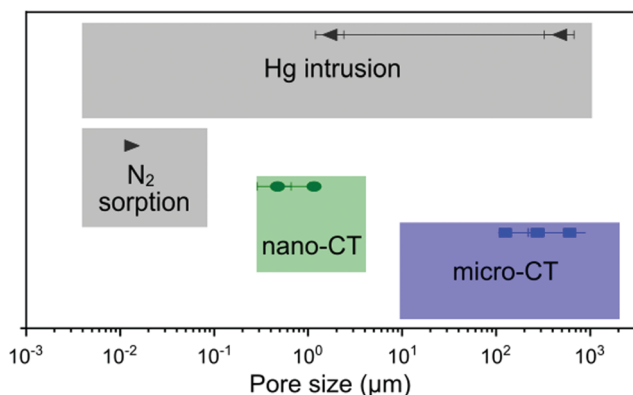 Hg intrusion
N₂
sorption
nano-CT
micro-CT
10⁻³ 10⁻² 10⁻¹ 10⁰ 10¹ 10² 10³
Pore size (μm)